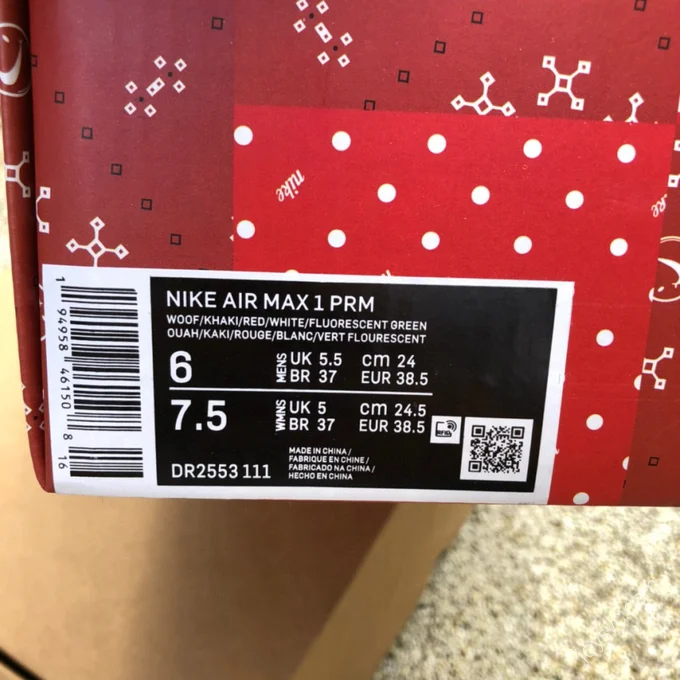 nike
NIKE AIR MAX 1 PRM
WOOF/KHAKI/RED/WHITE/FLUORESCENT GREEN
OUAH/KAKI/ROUGE/BLANC/VERT FLOURESCENT
6 MENS UK 5.5 cm 24
BR 37 EUR 38.5
7.5 WMNS UK 5 cm 24.5
BR 37 EUR 38.5
DR2553 111
MADE IN CHINA /
FABRIQUE EN CHINE /
FABRICADO NA CHINA /
HECHO EN CHINA
1 94958 46150 8 16